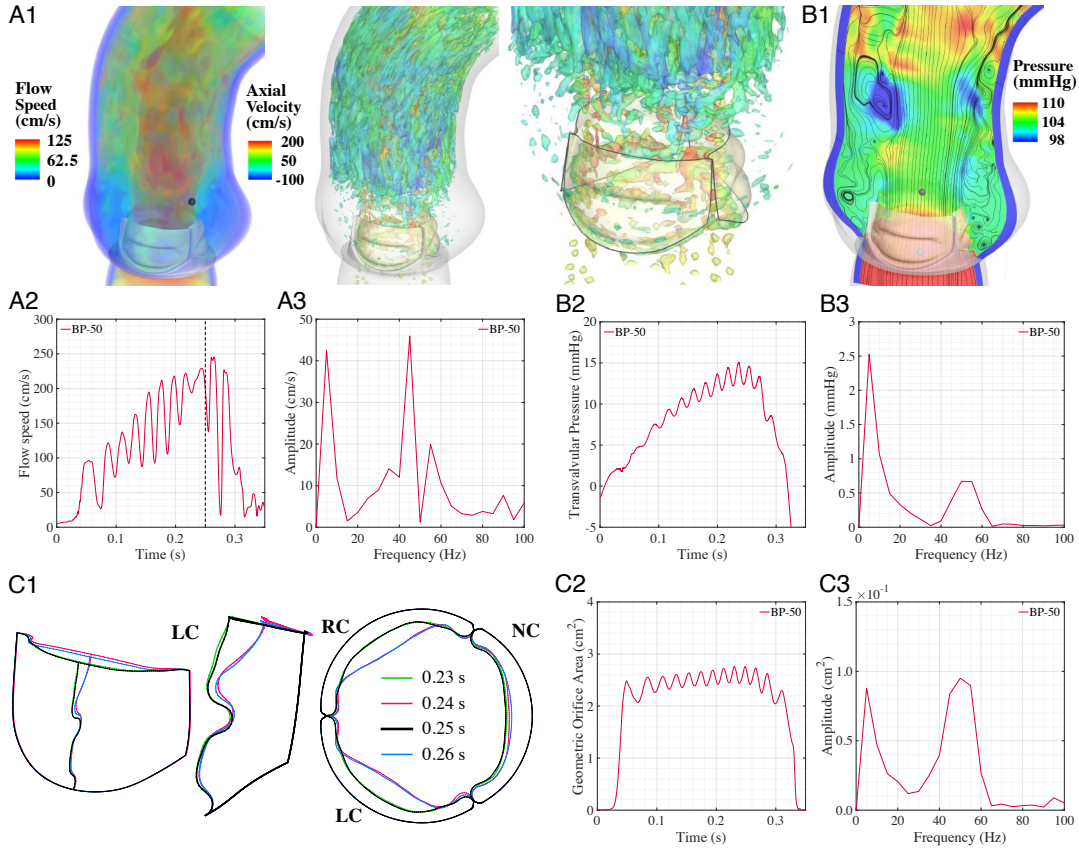 A1
Flow
Speed
(cm/s)
125
62.5
0
Axial
Velocity
(cm/s)
200
50
-100
B1
Pressure
(mmHg)
110
104
98
A2
300
250
200
150
100
50
0
Flow speed (cm/s)
BP-50
0
0.1
0.2
0.3
Time (s)
A3
50
40
30
20
10
0
Amplitude (cm/s)
BP-50
0
20
40
60
80
100
Frequency (Hz)
B2
20
15
10
5
0
-5
Transvalvular Pressure (mmHg)
BP-50
0
0.1
0.2
0.3
Time (s)
B3
3
2.5
2
1.5
1
0.5
0
Amplitude (mmHg)
BP-50
0
20
40
60
80
100
Frequency (Hz)
C1
LC
RC
NC
LC
0.23 s
0.24 s
0.25 s
0.26 s
C2
4
3
2
1
0
Geometric Orifice Area (cm²)
BP-50
0
0.1
0.2
0.3
Time (s)
C3
×10⁻¹
1.5
1.0
0.5
0
Amplitude (cm²)
BP-50
0
20
40
60
80
100
Frequency (Hz)